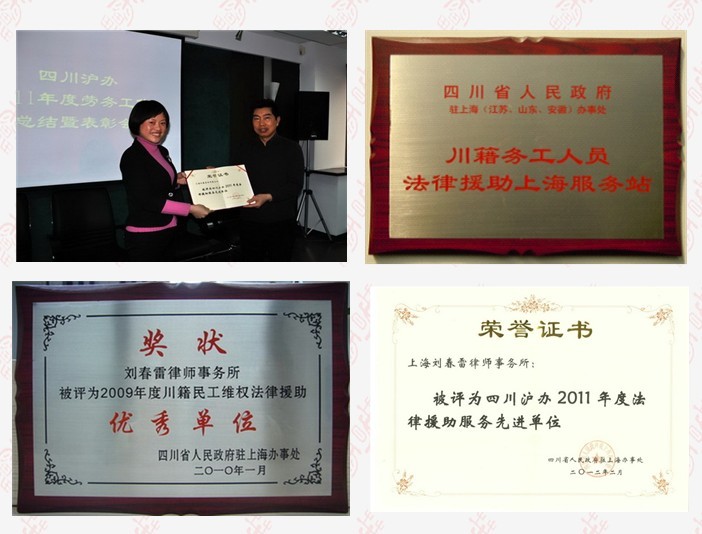 四川沪办
11年度劳务工
总结暨表彰会
荣誉证书
四川省人民政府
驻上海（江苏、山东、安徽）办事处
川籍务工人员
法律援助上海服务站
奖状
刘春雷律师事务所
被评为2009年度川籍民工维权法律援助
优秀单位
四川省人民政府驻上海办事处
二〇一〇年一月
荣誉证书
上海刘春雷律师事务所：
被评为四川沪办2011年度法
律援助服务先进单位
四川省人民政府驻上海办事处
二〇一二年二月